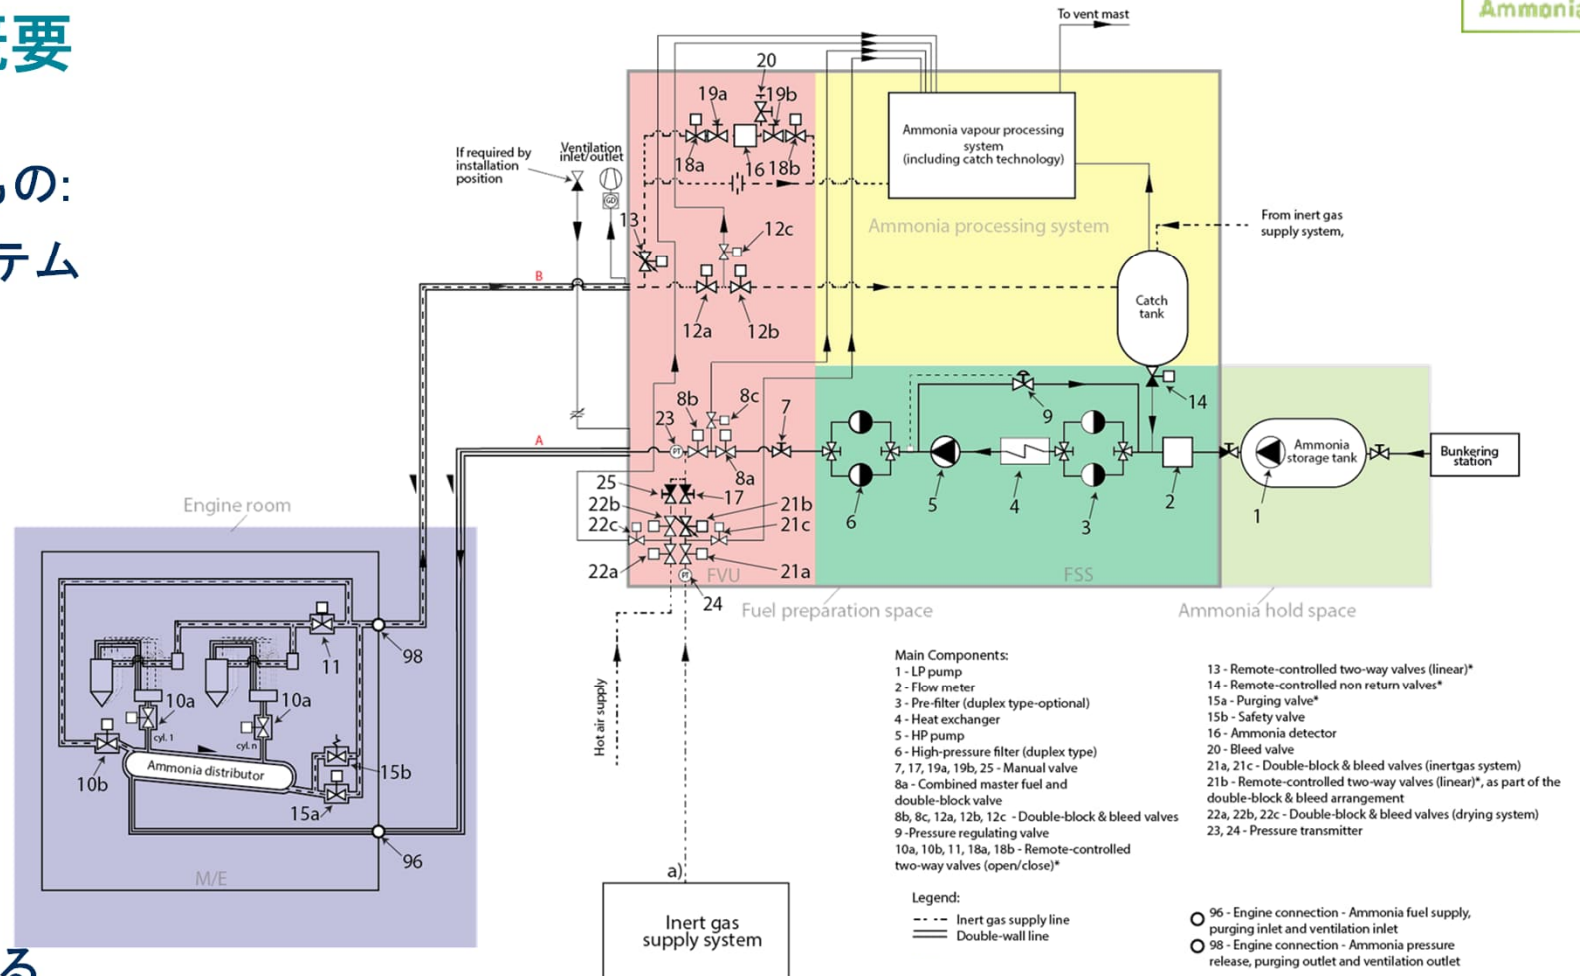 要
もの:
テム
る
Ammonia
To vent mast
20
19a
19b
18a
16
18b
If required by
installation
position
Ventilation
inlet/outlet
GD
13
12c
12a
12b
B
Ammonia vapour processing
system
(including catch technology)
Ammonia processing system
From inert gas
supply system,
Catch
tank
14
A
23
8b
8c
7
8a
9
25
17
22b
21b
22c
21c
22a
21a
24
PT
PT
FVU
6
5
4
3
2
FSS
1
Ammonia
storage tank
Bunkering
station
Fuel preparation space
Ammonia hold space
Engine room
11
98
10a
10a
cyl. 1
cyl. n
10b
Ammonia distributor
15b
15a
96
M/E
Hot air supply
a)
Inert gas
supply system
Main Components:
1 - LP pump
2 - Flow meter
3 - Pre-filter (duplex type-optional)
4 - Heat exchanger
5 - HP pump
6 - High-pressure filter (duplex type)
7, 17, 19a, 19b, 25 - Manual valve
8a - Combined master fuel and
double-block valve
8b, 8c, 12a, 12b, 12c - Double-block & bleed valves
9 -Pressure regulating valve
10a, 10b, 11, 18a, 18b - Remote-controlled
two-way valves (open/close)*
13 - Remote-controlled two-way valves (linear)*
14 - Remote-controlled non return valves*
15a - Purging valve*
15b - Safety valve
16 - Ammonia detector
20 - Bleed valve
21a, 21c - Double-block & bleed valves (inertgas system)
21b - Remote-controlled two-way valves (linear)*, as part of the
double-block & bleed arrangement
22a, 22b, 22c - Double-block & bleed valves (drying system)
23, 24 - Pressure transmitter
Legend:
Inert gas supply line
Double-wall line
96 - Engine connection - Ammonia fuel supply,
purging inlet and ventilation inlet
98 - Engine connection - Ammonia pressure
release, purging outlet and ventilation outlet